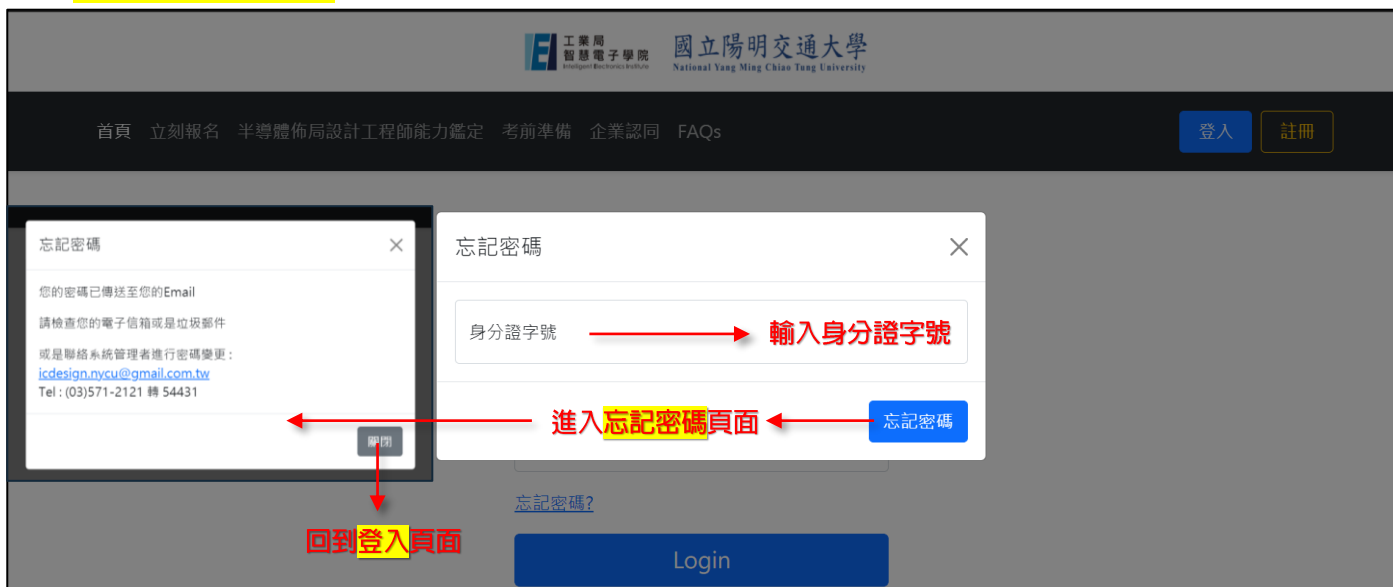 工業局
智慧電子學院
Intelligent Electronics Institute
國立陽明交通大學
National Yang Ming Chiao Tung University
首頁 立刻報名 半導體佈局設計工程師能力鑑定 考前準備 企業認同 FAQs
登入 註冊
忘記密碼
您的密碼已傳送至您的Email
請檢查您的電子信箱或是垃圾郵件
或是聯絡系統管理者進行密碼變更 :
icdesign.nycu@gmail.com.tw
Tel : (03)571-2121 轉 54431
關閉
忘記密碼
身分證字號 輸入身分證字號
進入忘記密碼頁面 忘記密碼
忘記密碼?
回到登入頁面
Login